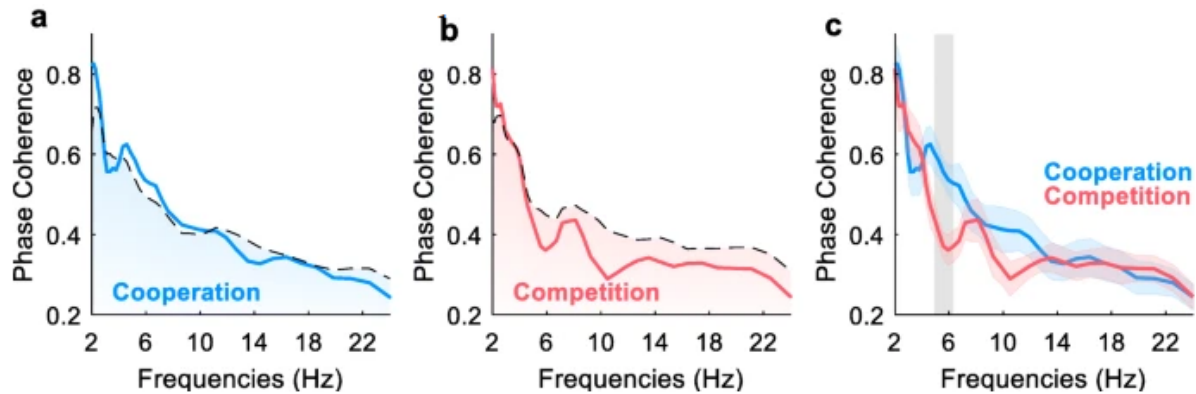 a
Phase Coherence
0.8
0.6
0.4
0.2
Cooperation
2 6 10 14 18 22
Frequencies (Hz)
b
Phase Coherence
0.8
0.6
0.4
0.2
Competition
2 6 10 14 18 22
Frequencies (Hz)
c
Phase Coherence
0.8
0.6
0.4
0.2
Cooperation
Competition
2 6 10 14 18 22
Frequencies (Hz)